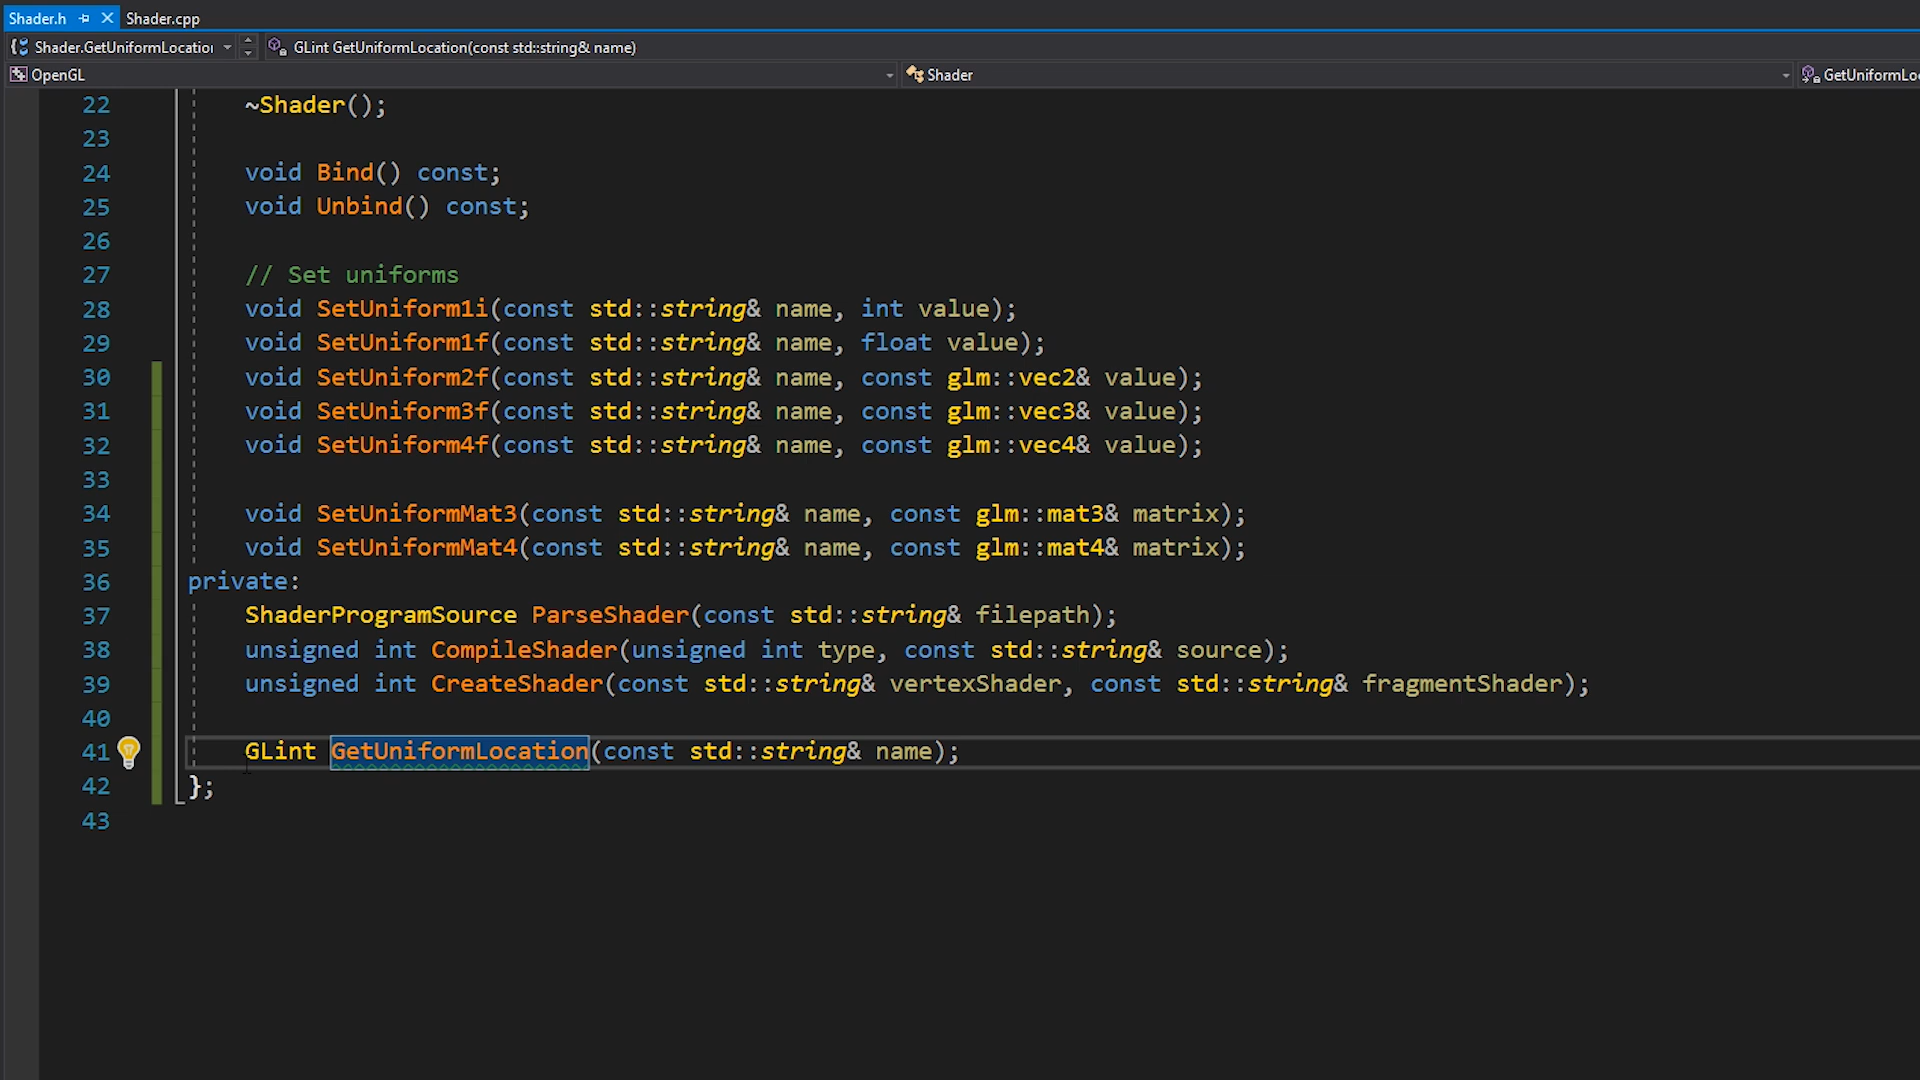 Shader.h Shader.cpp
Shader.GetUniformLocation GLint GetUniformLocation(const std::string& name)
OpenGL Shader GetUniformLo
22 ~Shader();
23
24 void Bind() const;
25 void Unbind() const;
26
27 // Set uniforms
28 void SetUniform1i(const std::string& name, int value);
29 void SetUniform1f(const std::string& name, float value);
30 void SetUniform2f(const std::string& name, const glm::vec2& value);
31 void SetUniform3f(const std::string& name, const glm::vec3& value);
32 void SetUniform4f(const std::string& name, const glm::vec4& value);
33
34 void SetUniformMat3(const std::string& name, const glm::mat3& matrix);
35 void SetUniformMat4(const std::string& name, const glm::mat4& matrix);
36 private:
37 ShaderProgramSource ParseShader(const std::string& filepath);
38 unsigned int CompileShader(unsigned int type, const std::string& source);
39 unsigned int CreateShader(const std::string& vertexShader, const std::string& fragmentShader);
40
41 GLint GetUniformLocation(const std::string& name);
42 };
43